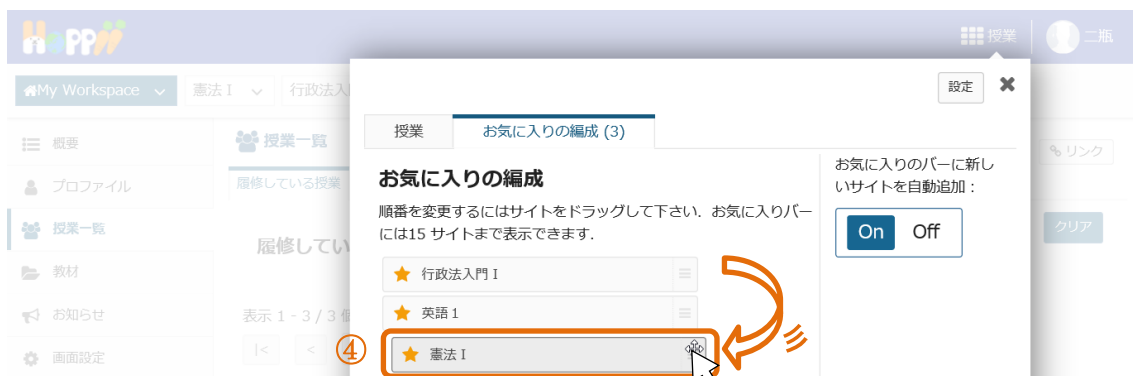 Hoppii
授業
二瓶
My Workspace
憲法 I
行政法入
設定
授業
お気に入りの編成 (3)
概要
プロファイル
授業一覧
教材
お知らせ
画面設定
授業一覧
履修している授業
リンク
クリア
履修してい
表示 1 - 3 / 3
|< <
お気に入りの編成
順番を変更するにはサイトをドラッグして下さい．お気に入りバー
には15 サイトまで表示できます．
行政法入門 I
英語 1
④
憲法 I
お気に入りのバーに新し
いサイトを自動追加：
On Off